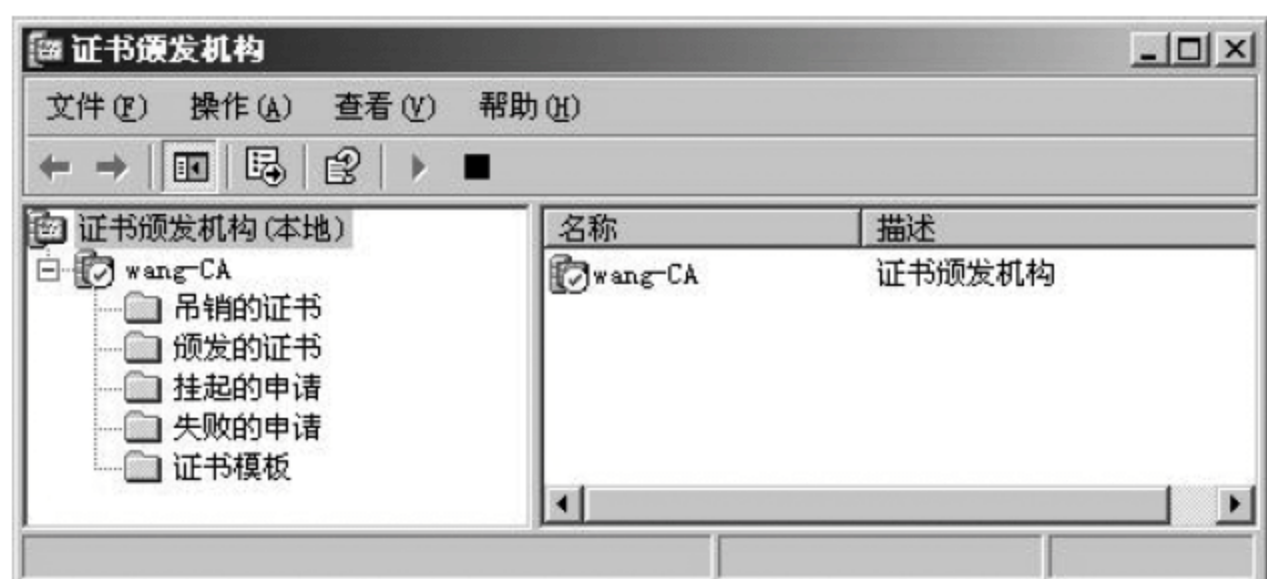 证书颁发机构
文件(F) 操作(A) 查看(V) 帮助(H)
证书颁发机构(本地)
wang-CA
吊销的证书
颁发的证书
挂起的申请
失败的申请
证书模板
名称 描述
wang-CA 证书颁发机构